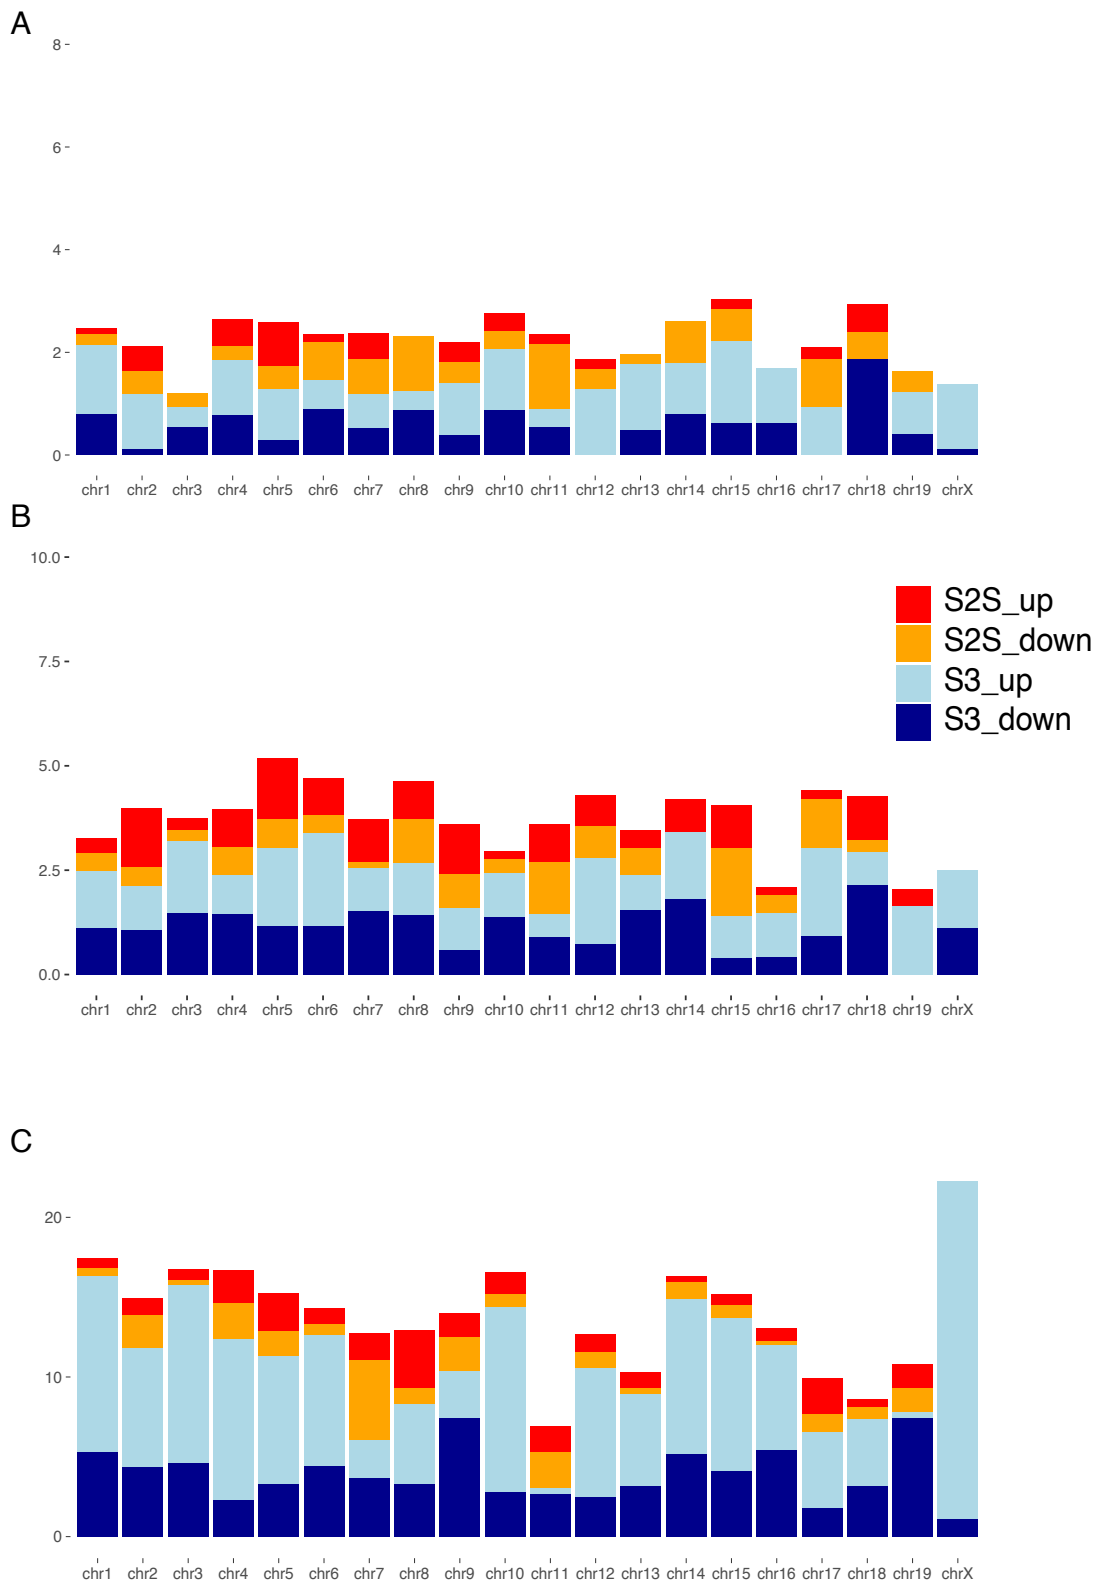 A
8
6
4
2
0
chr1 chr2 chr3 chr4 chr5 chr6 chr7 chr8 chr9 chr10 chr11 chr12 chr13 chr14 chr15 chr16 chr17 chr18 chr19 chrX
B
10.0
7.5
5.0
2.5
0.0
S2S_up
S2S_down
S3_up
S3_down
chr1 chr2 chr3 chr4 chr5 chr6 chr7 chr8 chr9 chr10 chr11 chr12 chr13 chr14 chr15 chr16 chr17 chr18 chr19 chrX
C
20
10
0
chr1 chr2 chr3 chr4 chr5 chr6 chr7 chr8 chr9 chr10 chr11 chr12 chr13 chr14 chr15 chr16 chr17 chr18 chr19 chrX